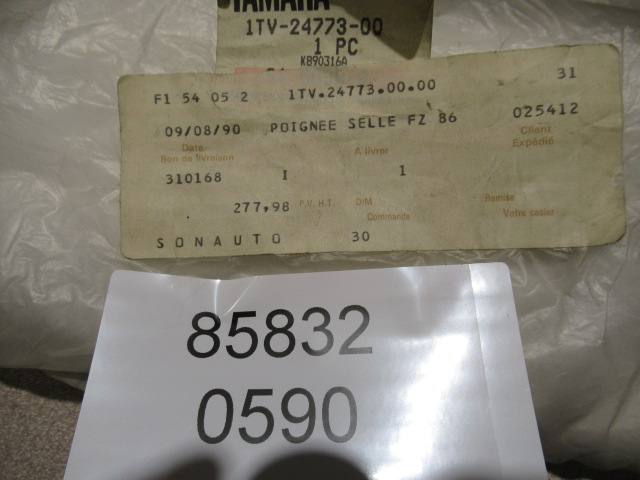 YAMAHA
1TV-24773-00
1 PC
KB90316A
F1 54 05 2 1TV.24773.00.00 31
09/08/90 POIGNEE SELLE FZ 86 025412
Date A livrer Client
Bon de livraison Expédié
310168 I 1
277,98 P.V. H.T. D/M Remise
Commande Votre casier
SONAUTO 30
85832
0590